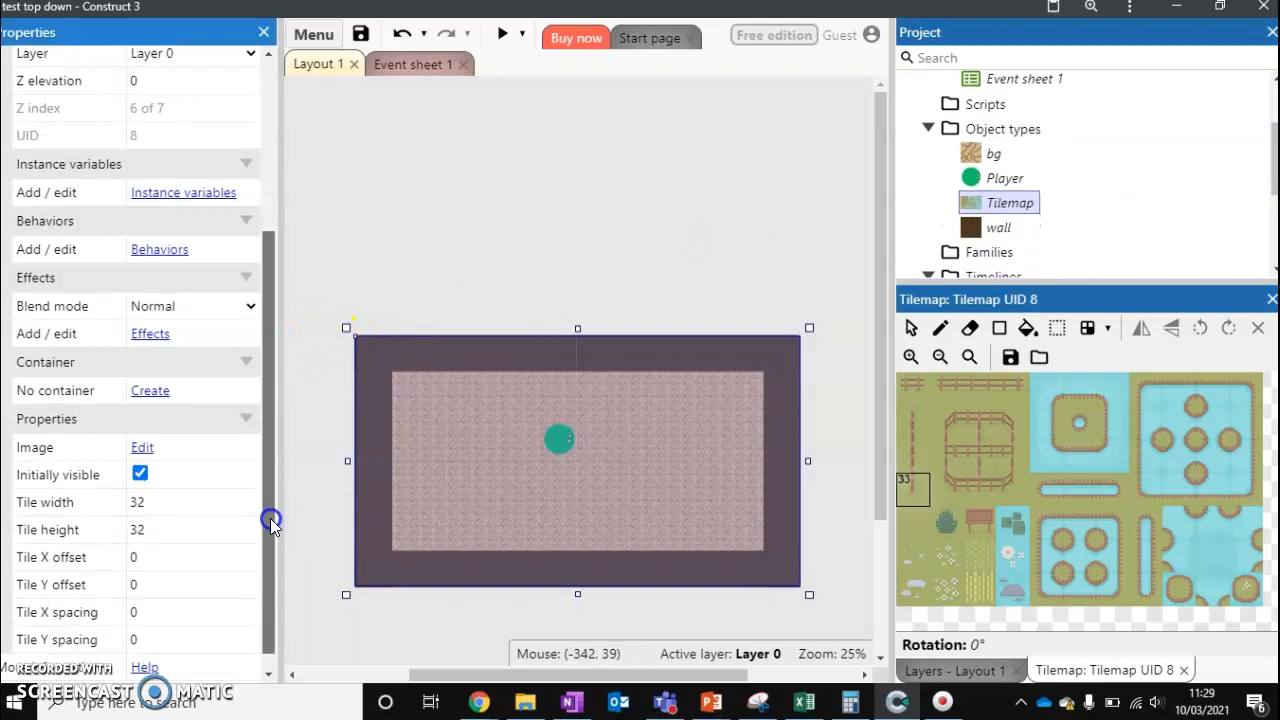 test top down - Construct 3
Properties
Layer Layer 0
Z elevation 0
Z index 6 of 7
UID 8
Instance variables
Add / edit Instance variables
Behaviors
Add / edit Behaviors
Effects
Blend mode Normal
Add / edit Effects
Container
No container Create
Properties
Image Edit
Initially visible
Tile width 32
Tile height 32
Tile X offset 0
Tile Y offset 0
Tile X spacing 0
Tile Y spacing 0
Help
Menu
Buy now
Start page
Free edition
Guest
Layout 1
Event sheet 1
Mouse: (-342, 39)
Active layer: Layer 0
Zoom: 25%
Project
Search
Event sheet 1
Scripts
Object types
bg
Player
Tilemap
wall
Families
Timelines
Tilemap: Tilemap UID 8
33
Rotation: 0°
Layers - Layout 1
Tilemap: Tilemap UID 8
RECORDED WITH
SCREENCAST MATIC
to search
11:29
10/03/2021